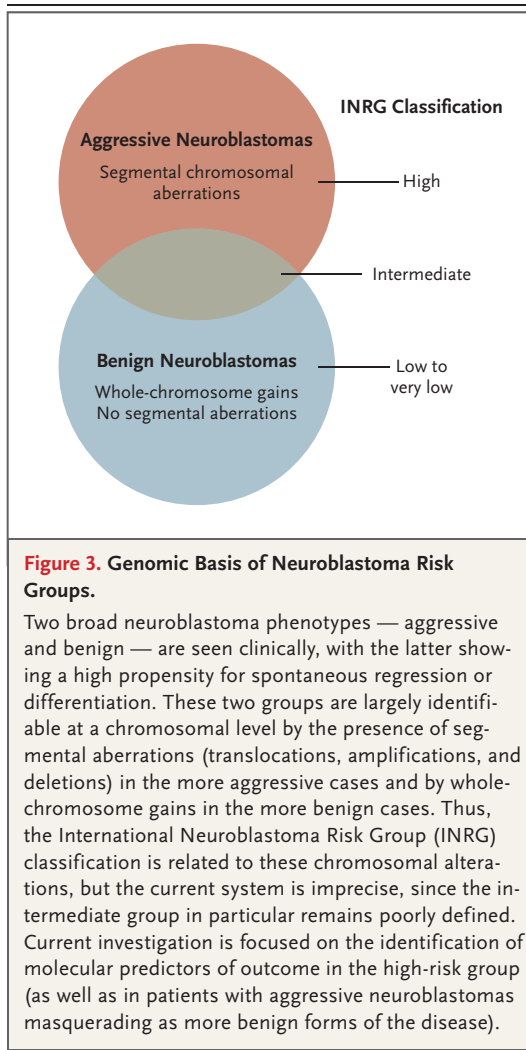 INRG Classification
Aggressive Neuroblastomas
Segmental chromosomal
aberrations
High
Intermediate
Benign Neuroblastomas
Whole-chromosome gains
No segmental aberrations
Low to
very low
Figure 3. Genomic Basis of Neuroblastoma Risk
Groups.
Two broad neuroblastoma phenotypes — aggressive
and benign — are seen clinically, with the latter show-
ing a high propensity for spontaneous regression or
differentiation. These two groups are largely identifi-
able at a chromosomal level by the presence of seg-
mental aberrations (translocations, amplifications, and
deletions) in the more aggressive cases and by whole-
chromosome gains in the more benign cases. Thus,
the International Neuroblastoma Risk Group (INRG)
classification is related to these chromosomal altera-
tions, but the current system is imprecise, since the in-
termediate group in particular remains poorly defined.
Current investigation is focused on the identification of
molecular predictors of outcome in the high-risk group
(as well as in patients with aggressive neuroblastomas
masquerading as more benign forms of the disease).